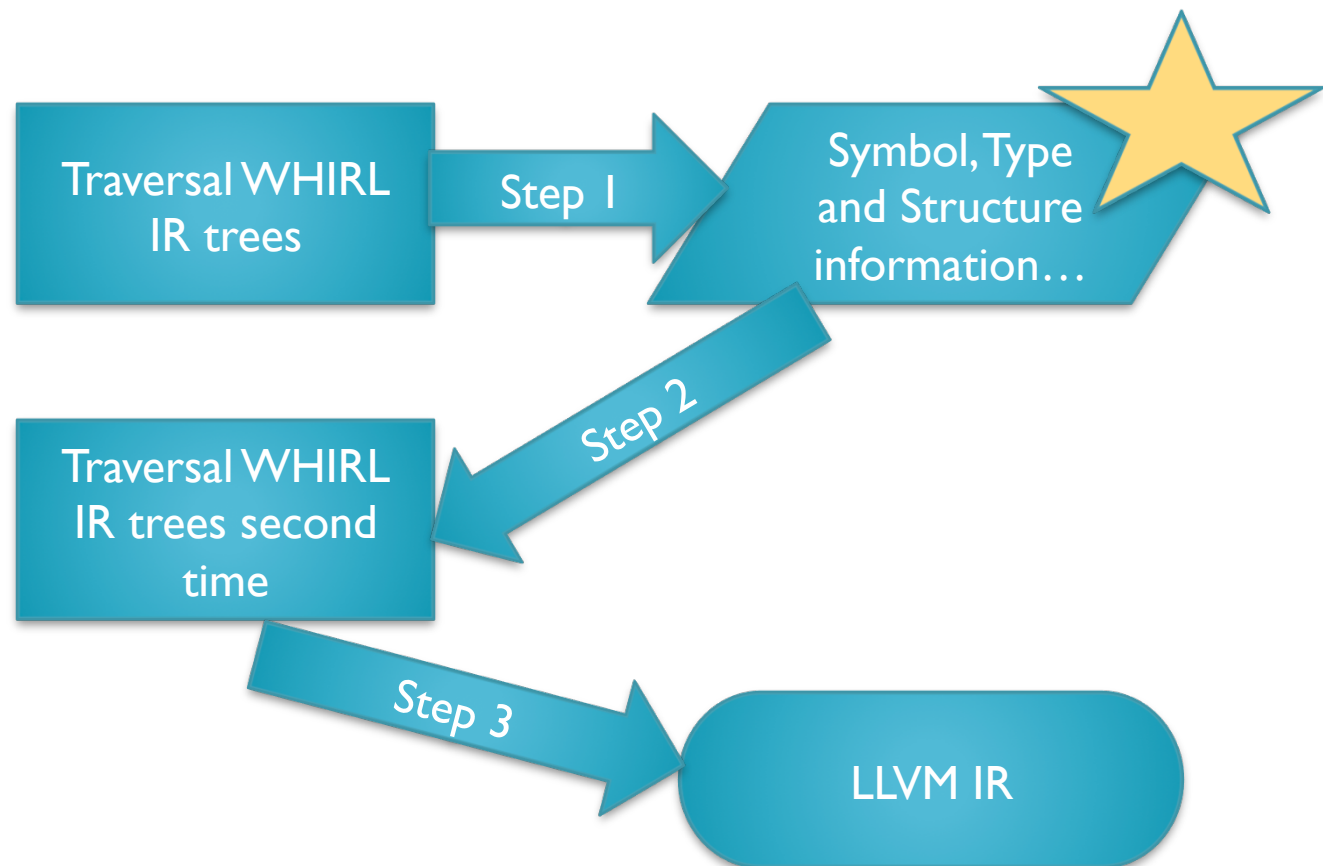 Traversal WHIRL
IR trees
Step 1
Symbol, Type
and Structure
information…
Step 2
Traversal WHIRL
IR trees second
time
Step 3
LLVM IR